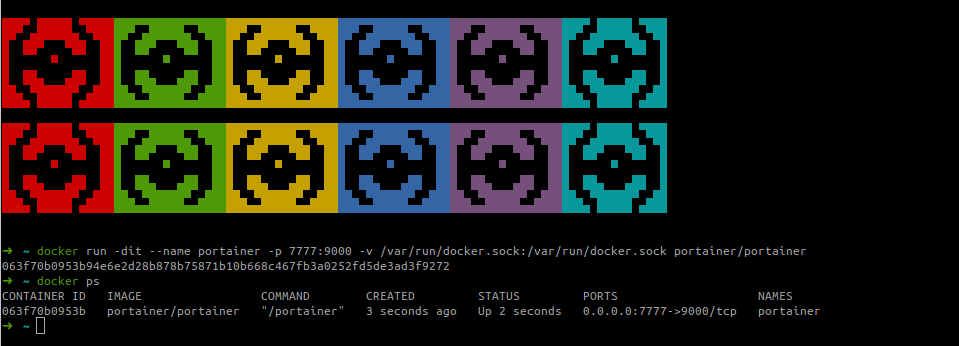 ➜ ~ docker run -dit --name portainer -p 7777:9000 -v /var/run/docker.sock:/var/run/docker.sock portainer/portainer
063f70b0953b94e6e2d28b878b75871b10b668c467fb3a0252fd5de3ad3f9272
➜ ~ docker ps
CONTAINER ID IMAGE COMMAND CREATED STATUS PORTS NAMES
063f70b0953b portainer/portainer "/portainer" 3 seconds ago Up 2 seconds 0.0.0.0:7777->9000/tcp portainer
➜ ~